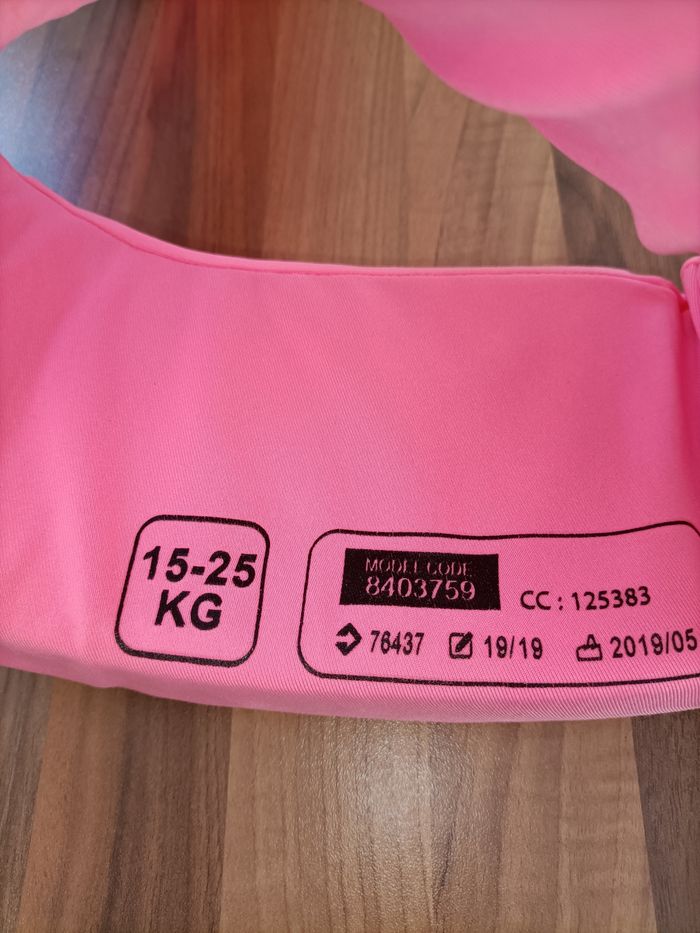 15-25
KG
MODEL CODE
8403759
CC : 125383
76437 19/19 2019/05